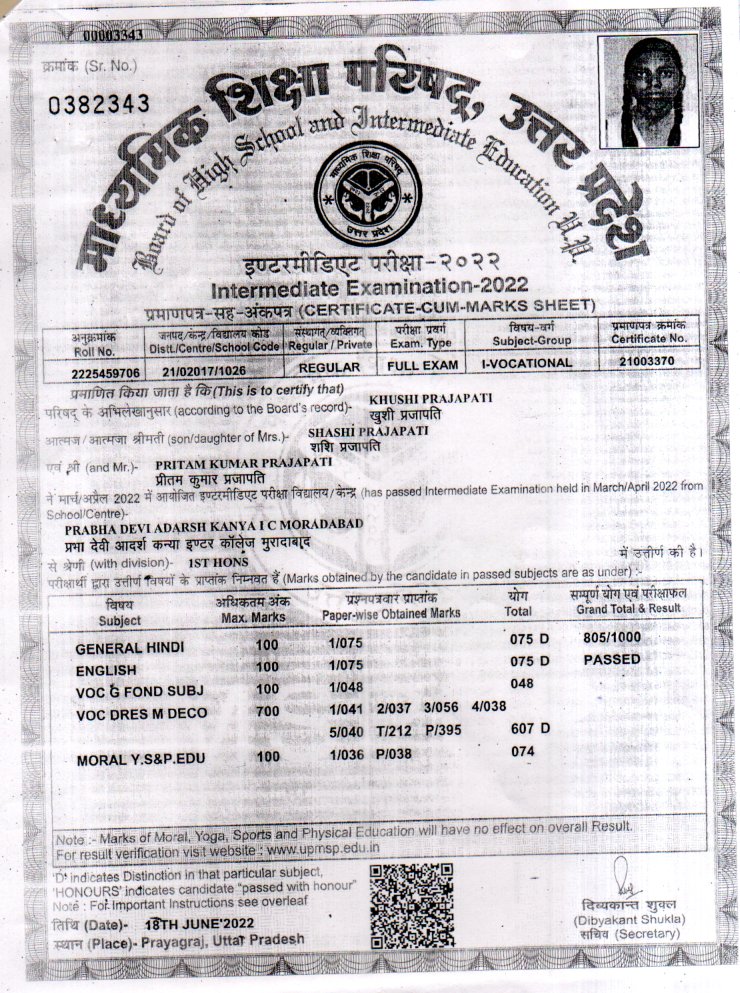 00003343
क्रमांक (Sr. No.)
0382343
माध्यमिक शिक्षा परिषद, उत्तर प्रदेश
Board of High School and Intermediate Education U.P.
माध्यमिक शिक्षा परिषद
उत्तर प्रदेश
इण्टरमीडिएट परीक्षा-२०२२
Intermediate Examination-2022
प्रमाणपत्र-सह-अंकपत्र (CERTIFICATE-CUM-MARKS SHEET)
अनुक्रमांक जनपद/केन्द्र/विद्यालय कोड संस्थागत/व्यक्तिगत परीक्षा प्रवर्ग विषय-वर्ग प्रमाणपत्र क्रमांक
Roll No. Distt./Centre/School Code Regular / Private Exam. Type Subject-Group Certificate No.
2225459706 21/02017/1026 REGULAR FULL EXAM I-VOCATIONAL 21003370
प्रमाणित किया जाता है कि (This is to certify that)
KHUSHI PRAJAPATI
परिषद् के अभिलेखानुसार (according to the Board's record)- खुशी प्रजापति
SHASHI PRAJAPATI
आत्मज/आत्मजा श्रीमती (son/daughter of Mrs.)- शशि प्रजापति
एवं श्री (and Mr.)- PRITAM KUMAR PRAJAPATI
प्रीतम कुमार प्रजापति
ने मार्च/अप्रैल 2022 में आयोजित इण्टरमीडिएट परीक्षा विद्यालय/केन्द्र (has passed Intermediate Examination held in March/April 2022 from
School/Centre)-
PRABHA DEVI ADARSH KANYA I C MORADABAD
प्रभा देवी आदर्श कन्या इण्टर कॉलेज मुरादाबाद
से श्रेणी (with division)- 1ST HONS में उत्तीर्ण की है।
परीक्षार्थी द्वारा उत्तीर्ण विषयों के प्राप्तांक निम्नवत हैं (Marks obtained by the candidate in passed subjects are as under) :-
विषय अधिकतम अंक प्रश्नपत्रवार प्राप्तांक योग सम्पूर्ण योग एवं परीक्षाफल
Subject Max. Marks Paper-wise Obtained Marks Total Grand Total & Result
GENERAL HINDI 100 1/075 075 D 805/1000
ENGLISH 100 1/075 075 D PASSED
VOC G FOND SUBJ 100 1/048 048
VOC DRES M DECO 700 1/041 2/037 3/056 4/038
5/040 T/212 P/395 607 D
MORAL Y.S&P.EDU 100 1/036 P/038 074
Note :- Marks of Moral, Yoga, Sports and Physical Education will have no effect on overall Result.
For result verification visit website : www.upmsp.edu.in
'D' indicates Distinction in that particular subject,
'HONOURS' indicates candidate "passed with honour"
Note : For Important Instructions see overleaf
तिथि (Date)- 18TH JUNE 2022
स्थान (Place)- Prayagraj, Uttar Pradesh
दिव्यकान्त शुक्ल
(Dibyakant Shukla)
सचिव (Secretary)